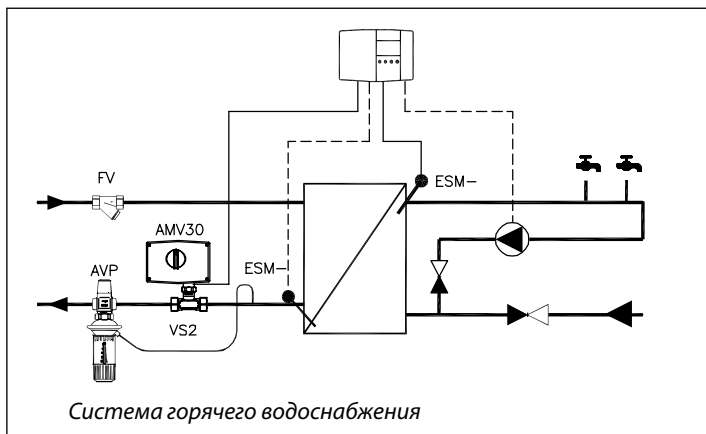 FV
ESM-
AMV30
AVP
ESM-
VS2
Система горячего водоснабжения